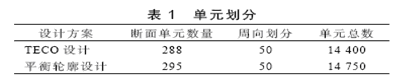 表 1 单元划分
设计方案 断面单元数量 周向划分 单元总数
TECO 设计 288 50 14 400
平衡轮廓设计 295 50 14 750